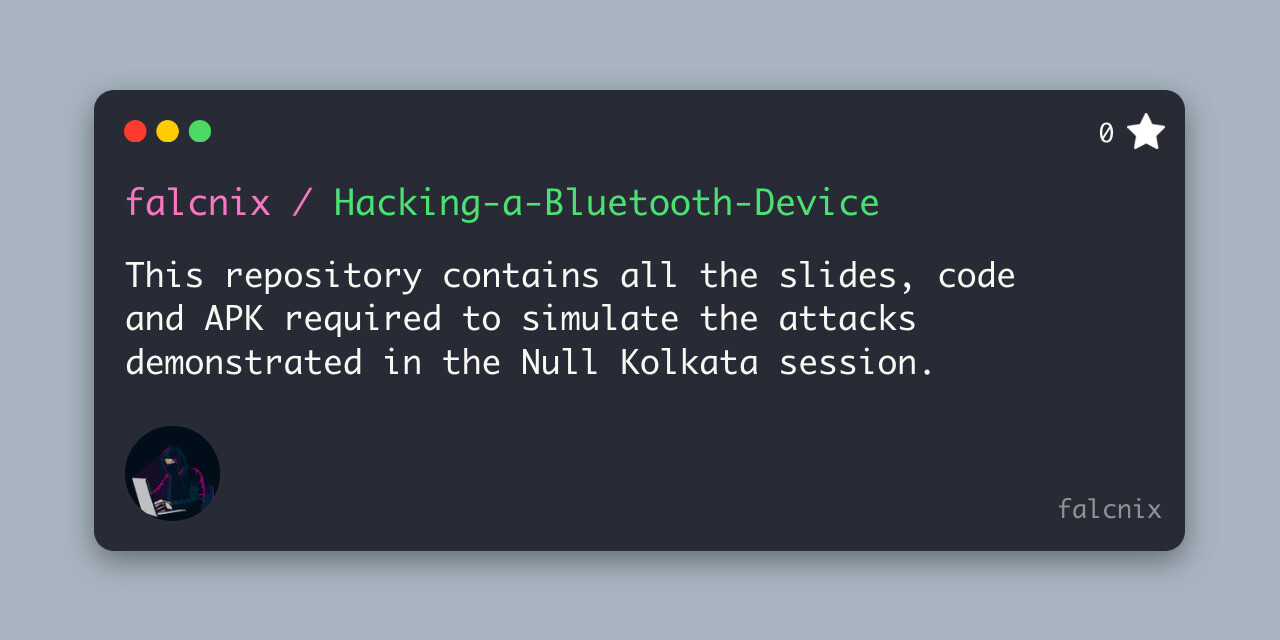 0
falcnix / Hacking-a-Bluetooth-Device
This repository contains all the slides, code
and APK required to simulate the attacks
demonstrated in the Null Kolkata session.
falcnix